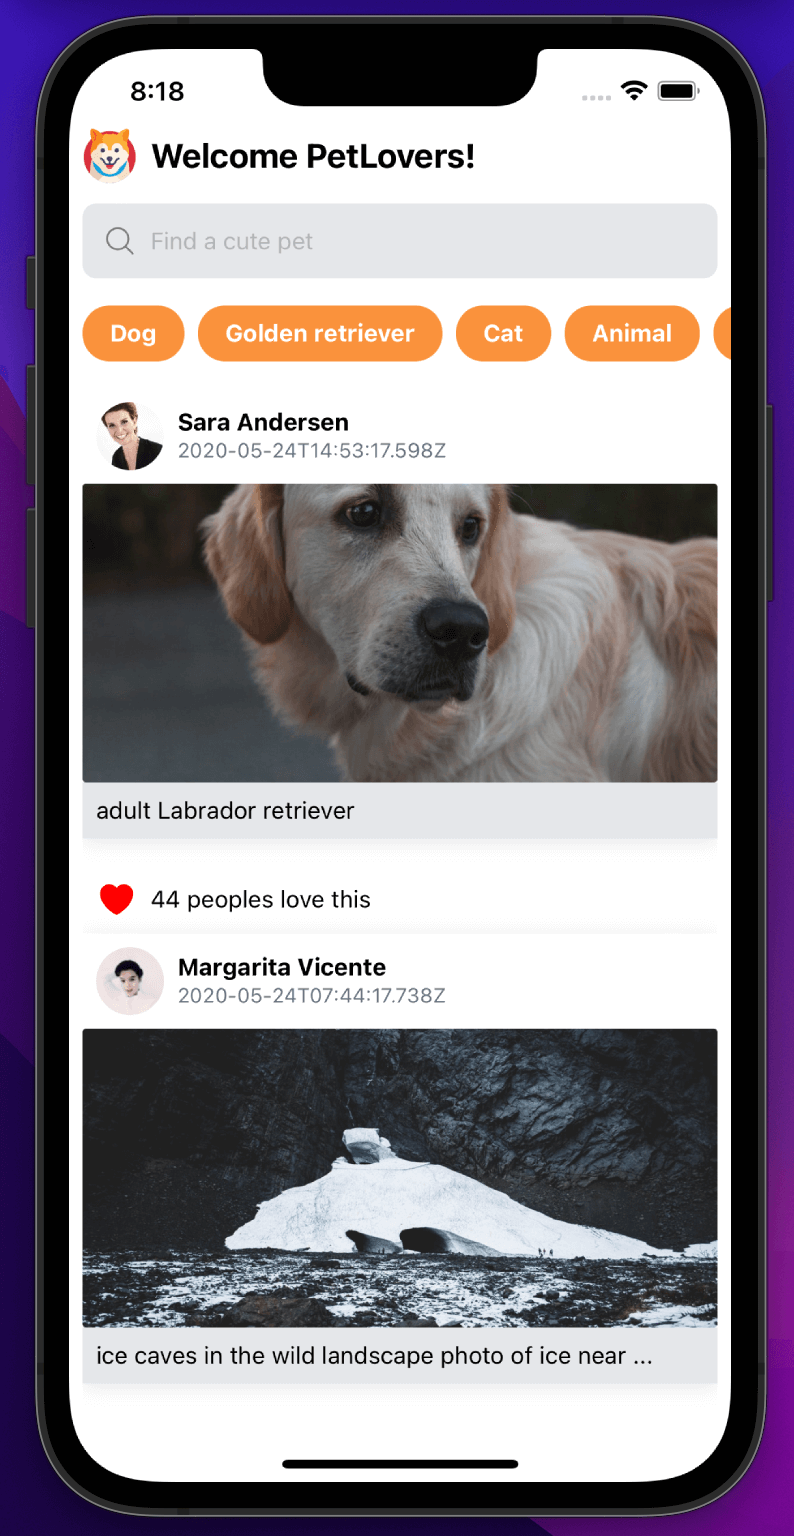 8:18
Welcome PetLovers!
Find a cute pet
Dog Golden retriever Cat Animal
Sara Andersen
2020-05-24T14:53:17.598Z
adult Labrador retriever
44 peoples love this
Margarita Vicente
2020-05-24T07:44:17.738Z
ice caves in the wild landscape photo of ice near ...